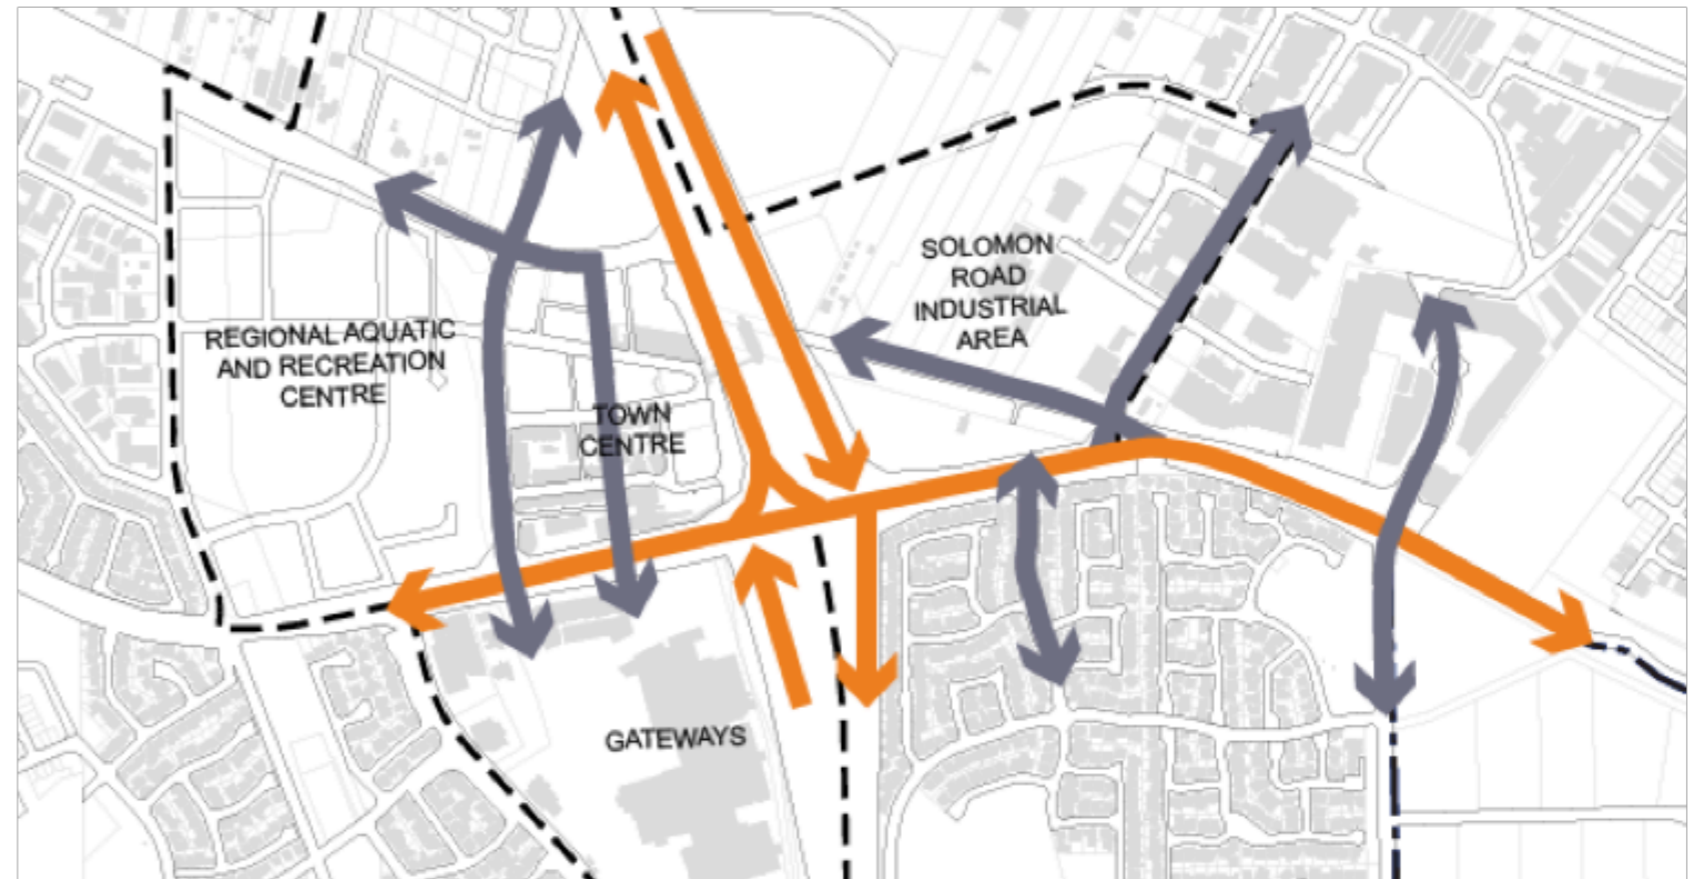 SOLOMON
ROAD
INDUSTRIAL
AREA
REGIONAL AQUATIC
AND RECREATION
CENTRE
TOWN
CENTRE
GATEWAYS